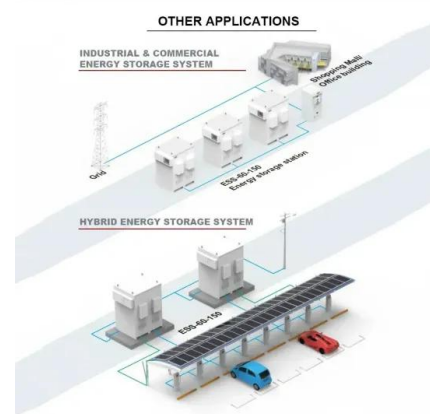 OTHER APPLICATIONS
INDUSTRIAL & COMMERCIAL
ENERGY STORAGE SYSTEM
Shopping Mall/
Office building
Grid
ESS-60-150
Energy storage station
HYBRID ENERGY STORAGE SYSTEM
ESS-60-150